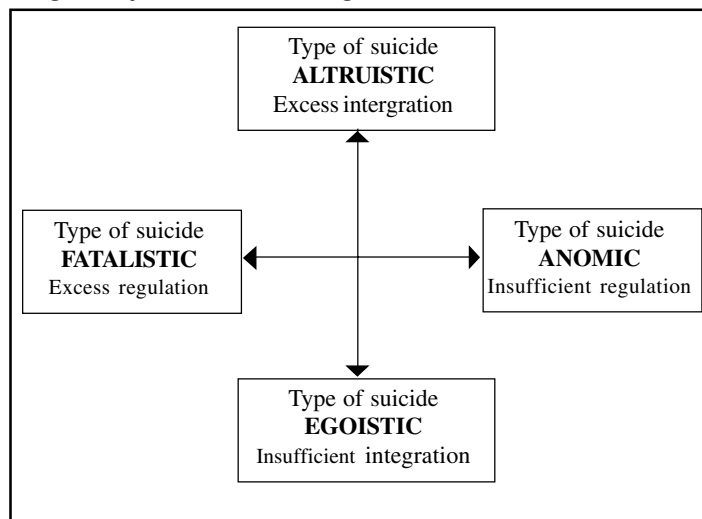 Type of suicide
ALTRUISTIC
Excess intergration
Type of suicide
FATALISTIC
Excess regulation
Type of suicide
ANOMIC
Insufficient regulation
Type of suicide
EGOISTIC
Insufficient integration